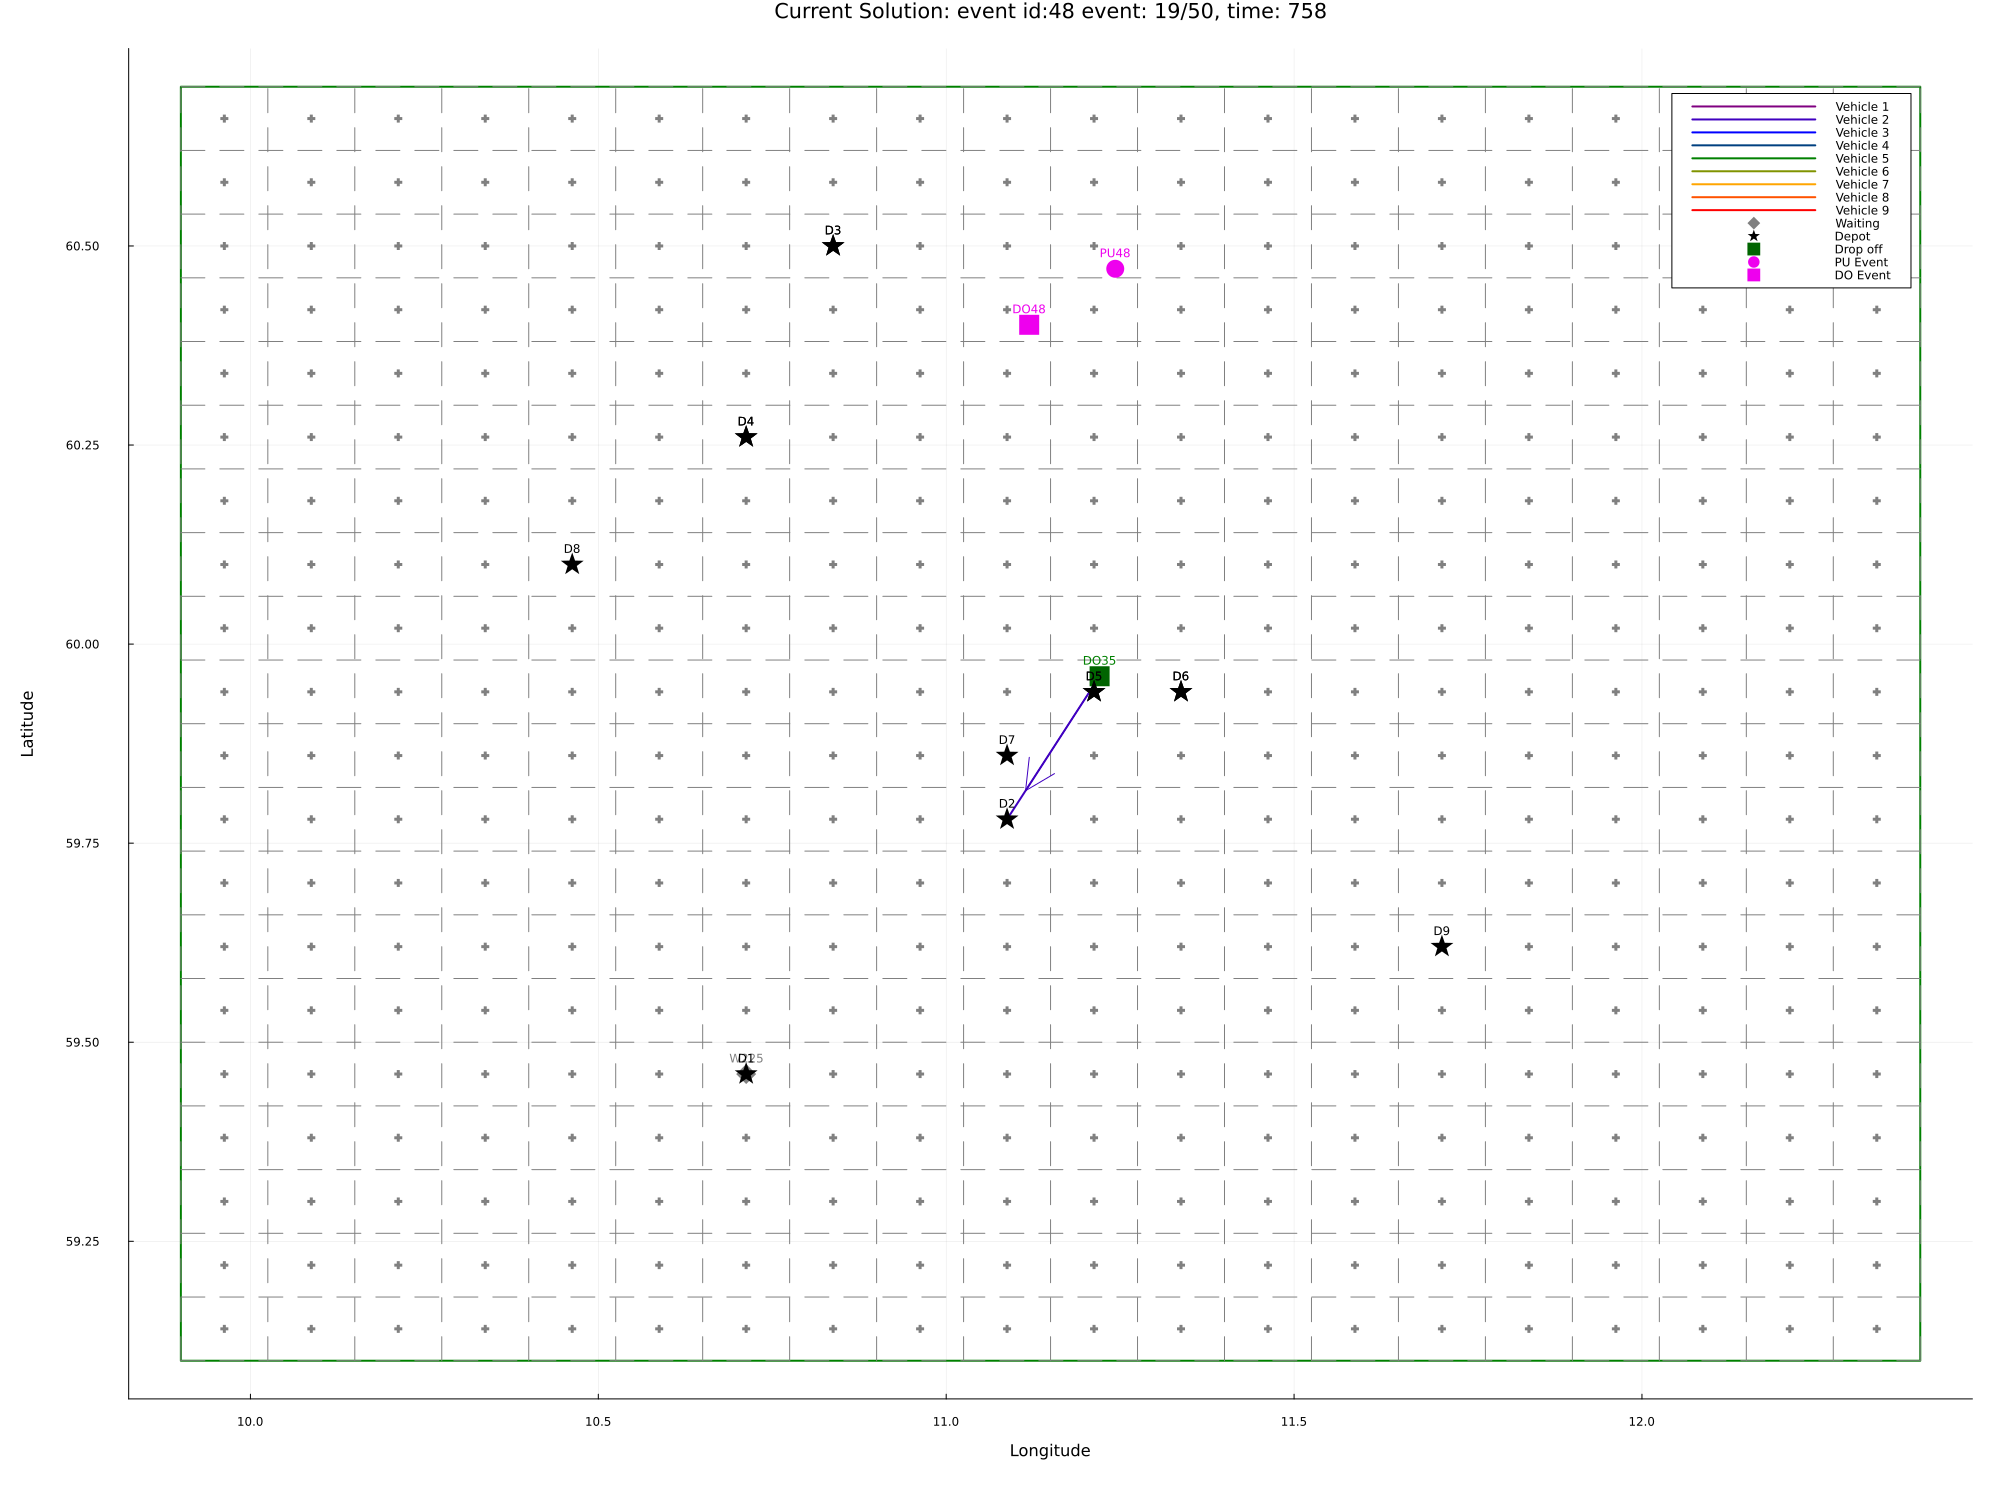 Current Solution: event id:48 event: 19/50, time: 758
Vehicle 1
Vehicle 2
Vehicle 3
Vehicle 4
Vehicle 5
Vehicle 6
Vehicle 7
Vehicle 8
Vehicle 9
Waiting
Depot
Drop off
PU Event
DO Event
D3
PU48
DO48
D4
D8
DO35
D5
D6
D7
D2
D9
D1
60.50
60.25
60.00
59.75
59.50
59.25
Latitude
10.0
10.5
11.0
11.5
12.0
Longitude